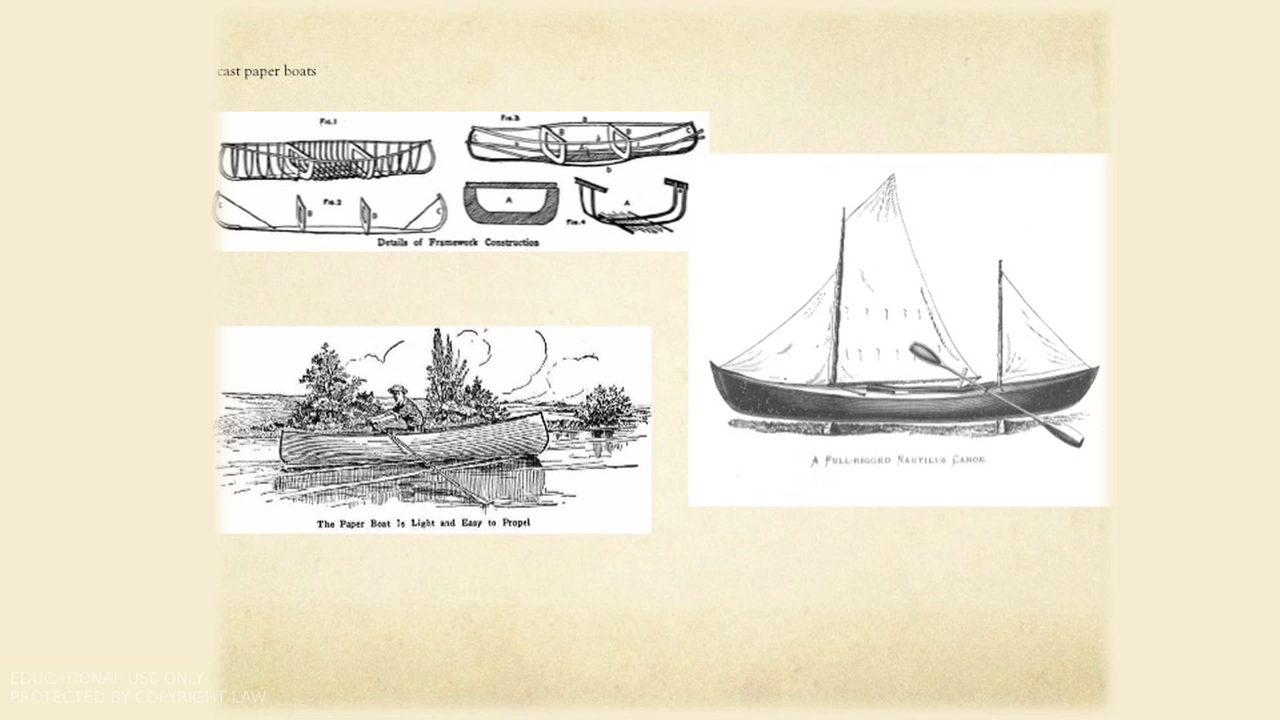 cast paper boats
Fig.1
Fig.3
D
B
B
C
C
A
D
Fig.2
C
B
B
C
A
A
Fig.4
Details of Framework Construction
A Full-rigged Nautilus Canoe.
The Paper Boat Is Light and Easy to Propel
EDUCATIONAL USE ONLY
PROTECTED BY COPYRIGHT LAW